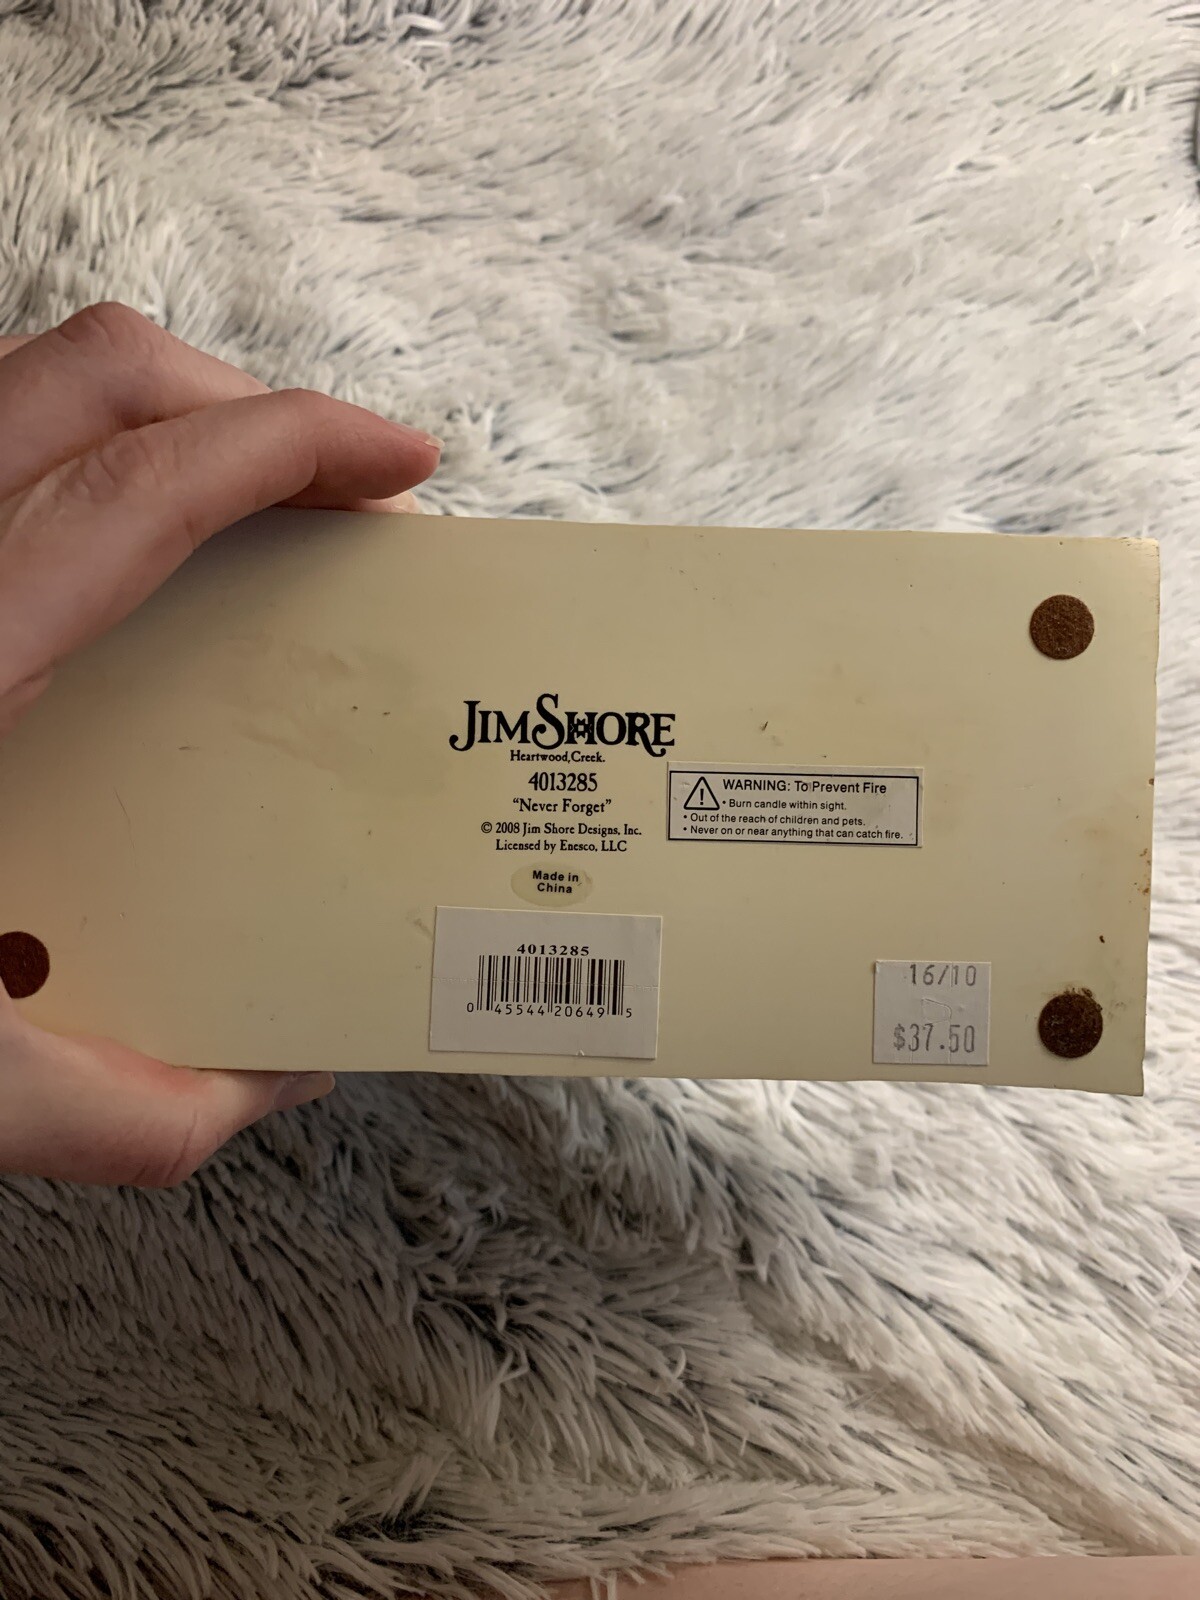 JIM SHORE
Heartwood Creek.
4013285
“Never Forget”
© 2008 Jim Shore Designs, Inc.
Licensed by Enesco, LLC
Made in
China
WARNING: To Prevent Fire
• Burn candle within sight.
• Out of the reach of children and pets.
• Never on or near anything that can catch fire.
4013285
0 45544 20649 5
16/10
$37.50